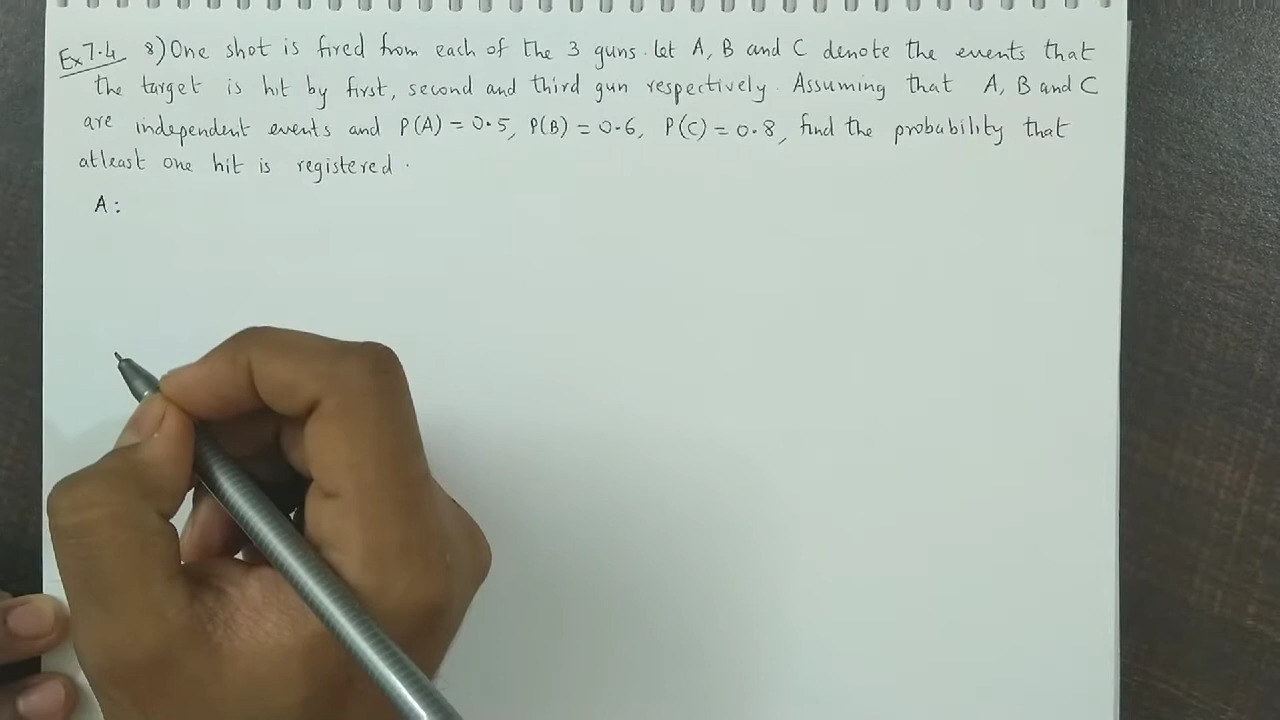 Ex 7.4 8) One shot is fired from each of the 3 guns. Let A, B and C denote the events that
the target is hit by first, second and third gun respectively. Assuming that A, B and C
are independent events and P(A) = 0.5, P(B) = 0.6, P(C) = 0.8, find the probability that
atleast one hit is registered.
A: